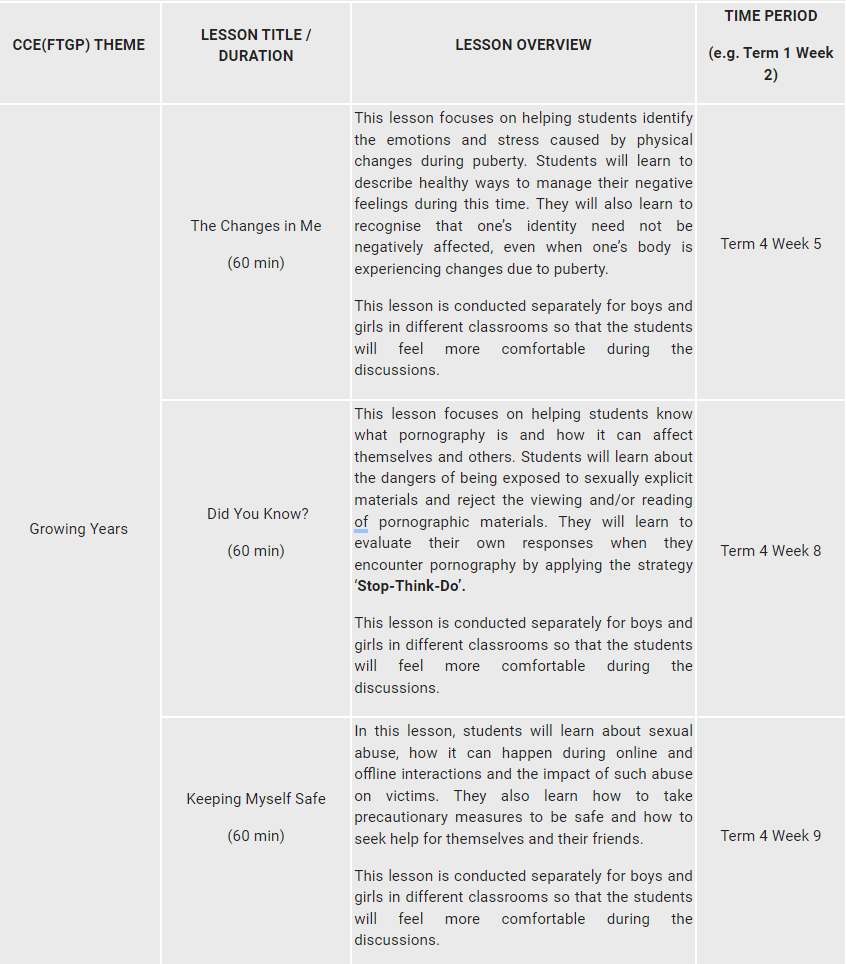 CCE(FTGP) THEME
LESSON TITLE /
DURATION
LESSON OVERVIEW
TIME PERIOD
(e.g. Term 1 Week
2)
Growing Years
The Changes in Me
(60 min)
This lesson focuses on helping students identify
the emotions and stress caused by physical
changes during puberty. Students will learn to
describe healthy ways to manage their negative
feelings during this time. They will also learn to
recognise that one’s identity need not be
negatively affected, even when one’s body is
experiencing changes due to puberty.
This lesson is conducted separately for boys and
girls in different classrooms so that the students
will feel more comfortable during the
discussions.
Term 4 Week 5
Did You Know?
(60 min)
This lesson focuses on helping students know
what pornography is and how it can affect
themselves and others. Students will learn about
the dangers of being exposed to sexually explicit
materials and reject the viewing and/or reading
of pornographic materials. They will learn to
evaluate their own responses when they
encounter pornography by applying the strategy
‘Stop-Think-Do’.
This lesson is conducted separately for boys and
girls in different classrooms so that the students
will feel more comfortable during the
discussions.
Term 4 Week 8
Keeping Myself Safe
(60 min)
In this lesson, students will learn about sexual
abuse, how it can happen during online and
offline interactions and the impact of such abuse
on victims. They also learn how to take
precautionary measures to be safe and how to
seek help for themselves and their friends.
This lesson is conducted separately for boys and
girls in different classrooms so that the students
will feel more comfortable during the
discussions.
Term 4 Week 9